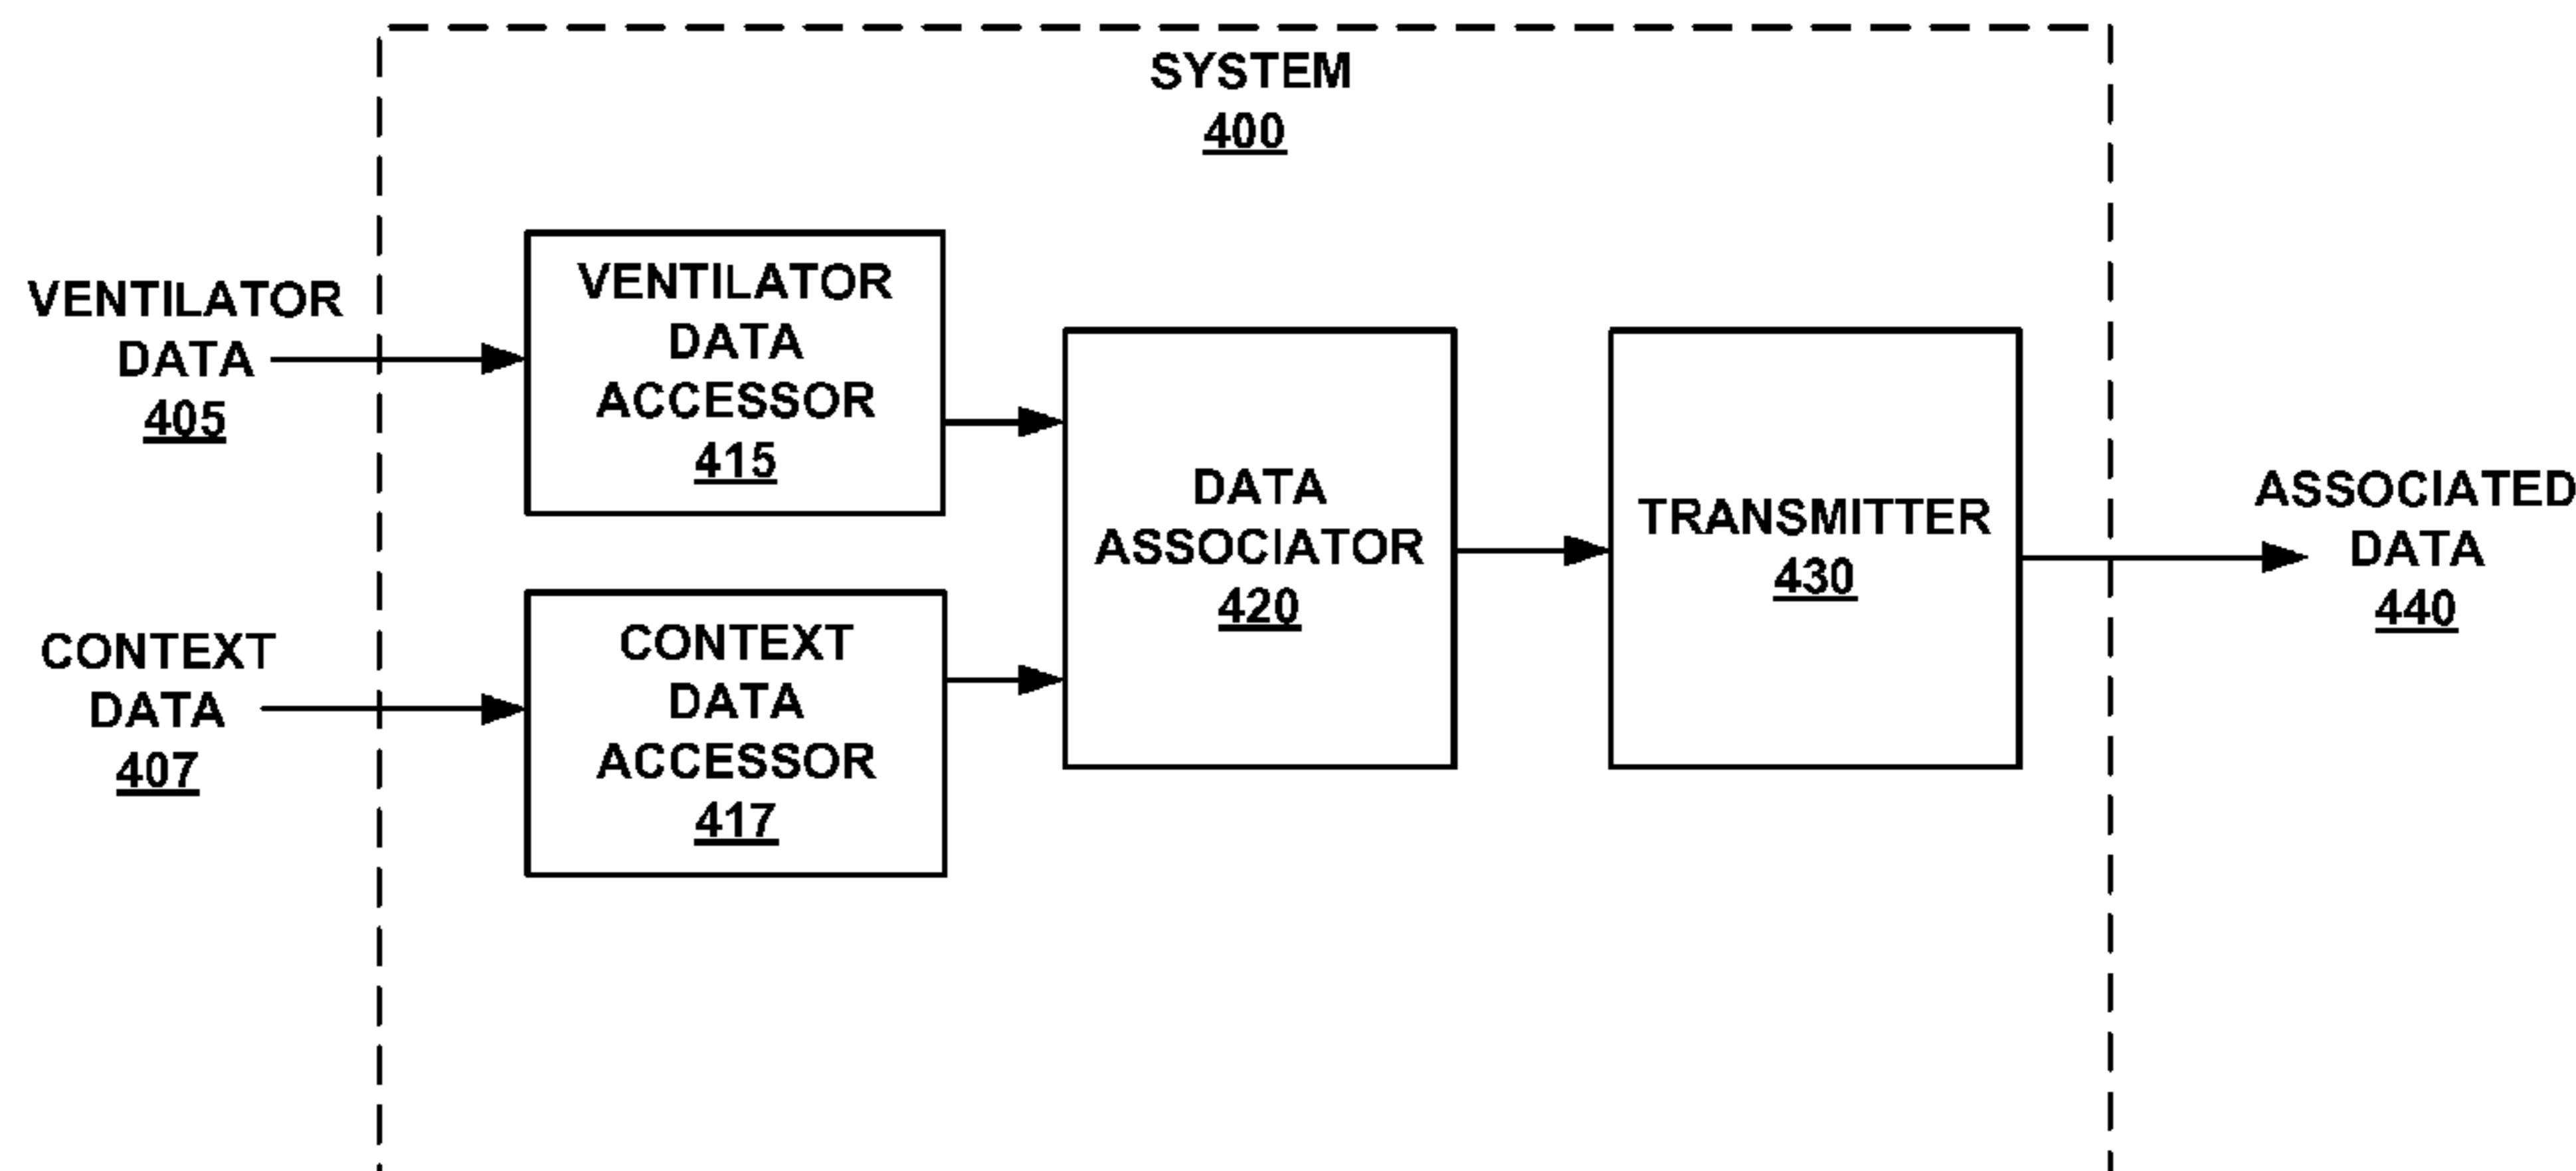 SYSTEM
400
VENTILATOR
DATA
405
VENTILATOR
DATA
ACCESSOR
415
CONTEXT
DATA
407
CONTEXT
DATA
ACCESSOR
417
DATA
ASSOCIATOR
420
TRANSMITTER
430
ASSOCIATED
DATA
440